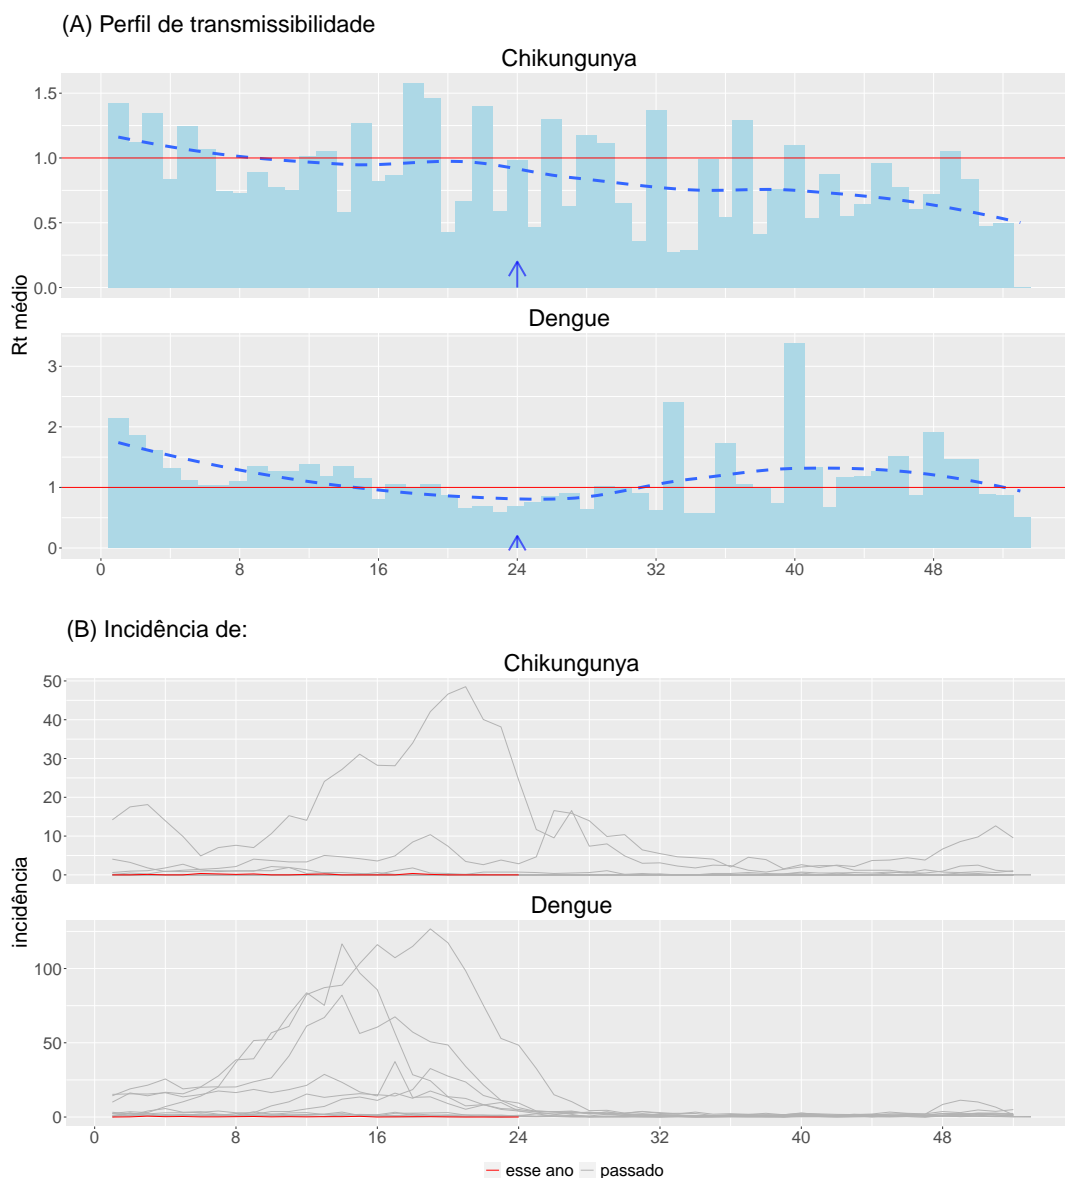 (A) Perfil de transmissibilidade
Chikungunya
1.5
1.0
0.5
0.0
Rt médio
Dengue
3
2
1
0
0 8 16 24 32 40 48
(B) Incidência de:
Chikungunya
50
40
30
20
10
0
incidência
Dengue
100
50
0
0 8 16 24 32 40 48
esse ano passado